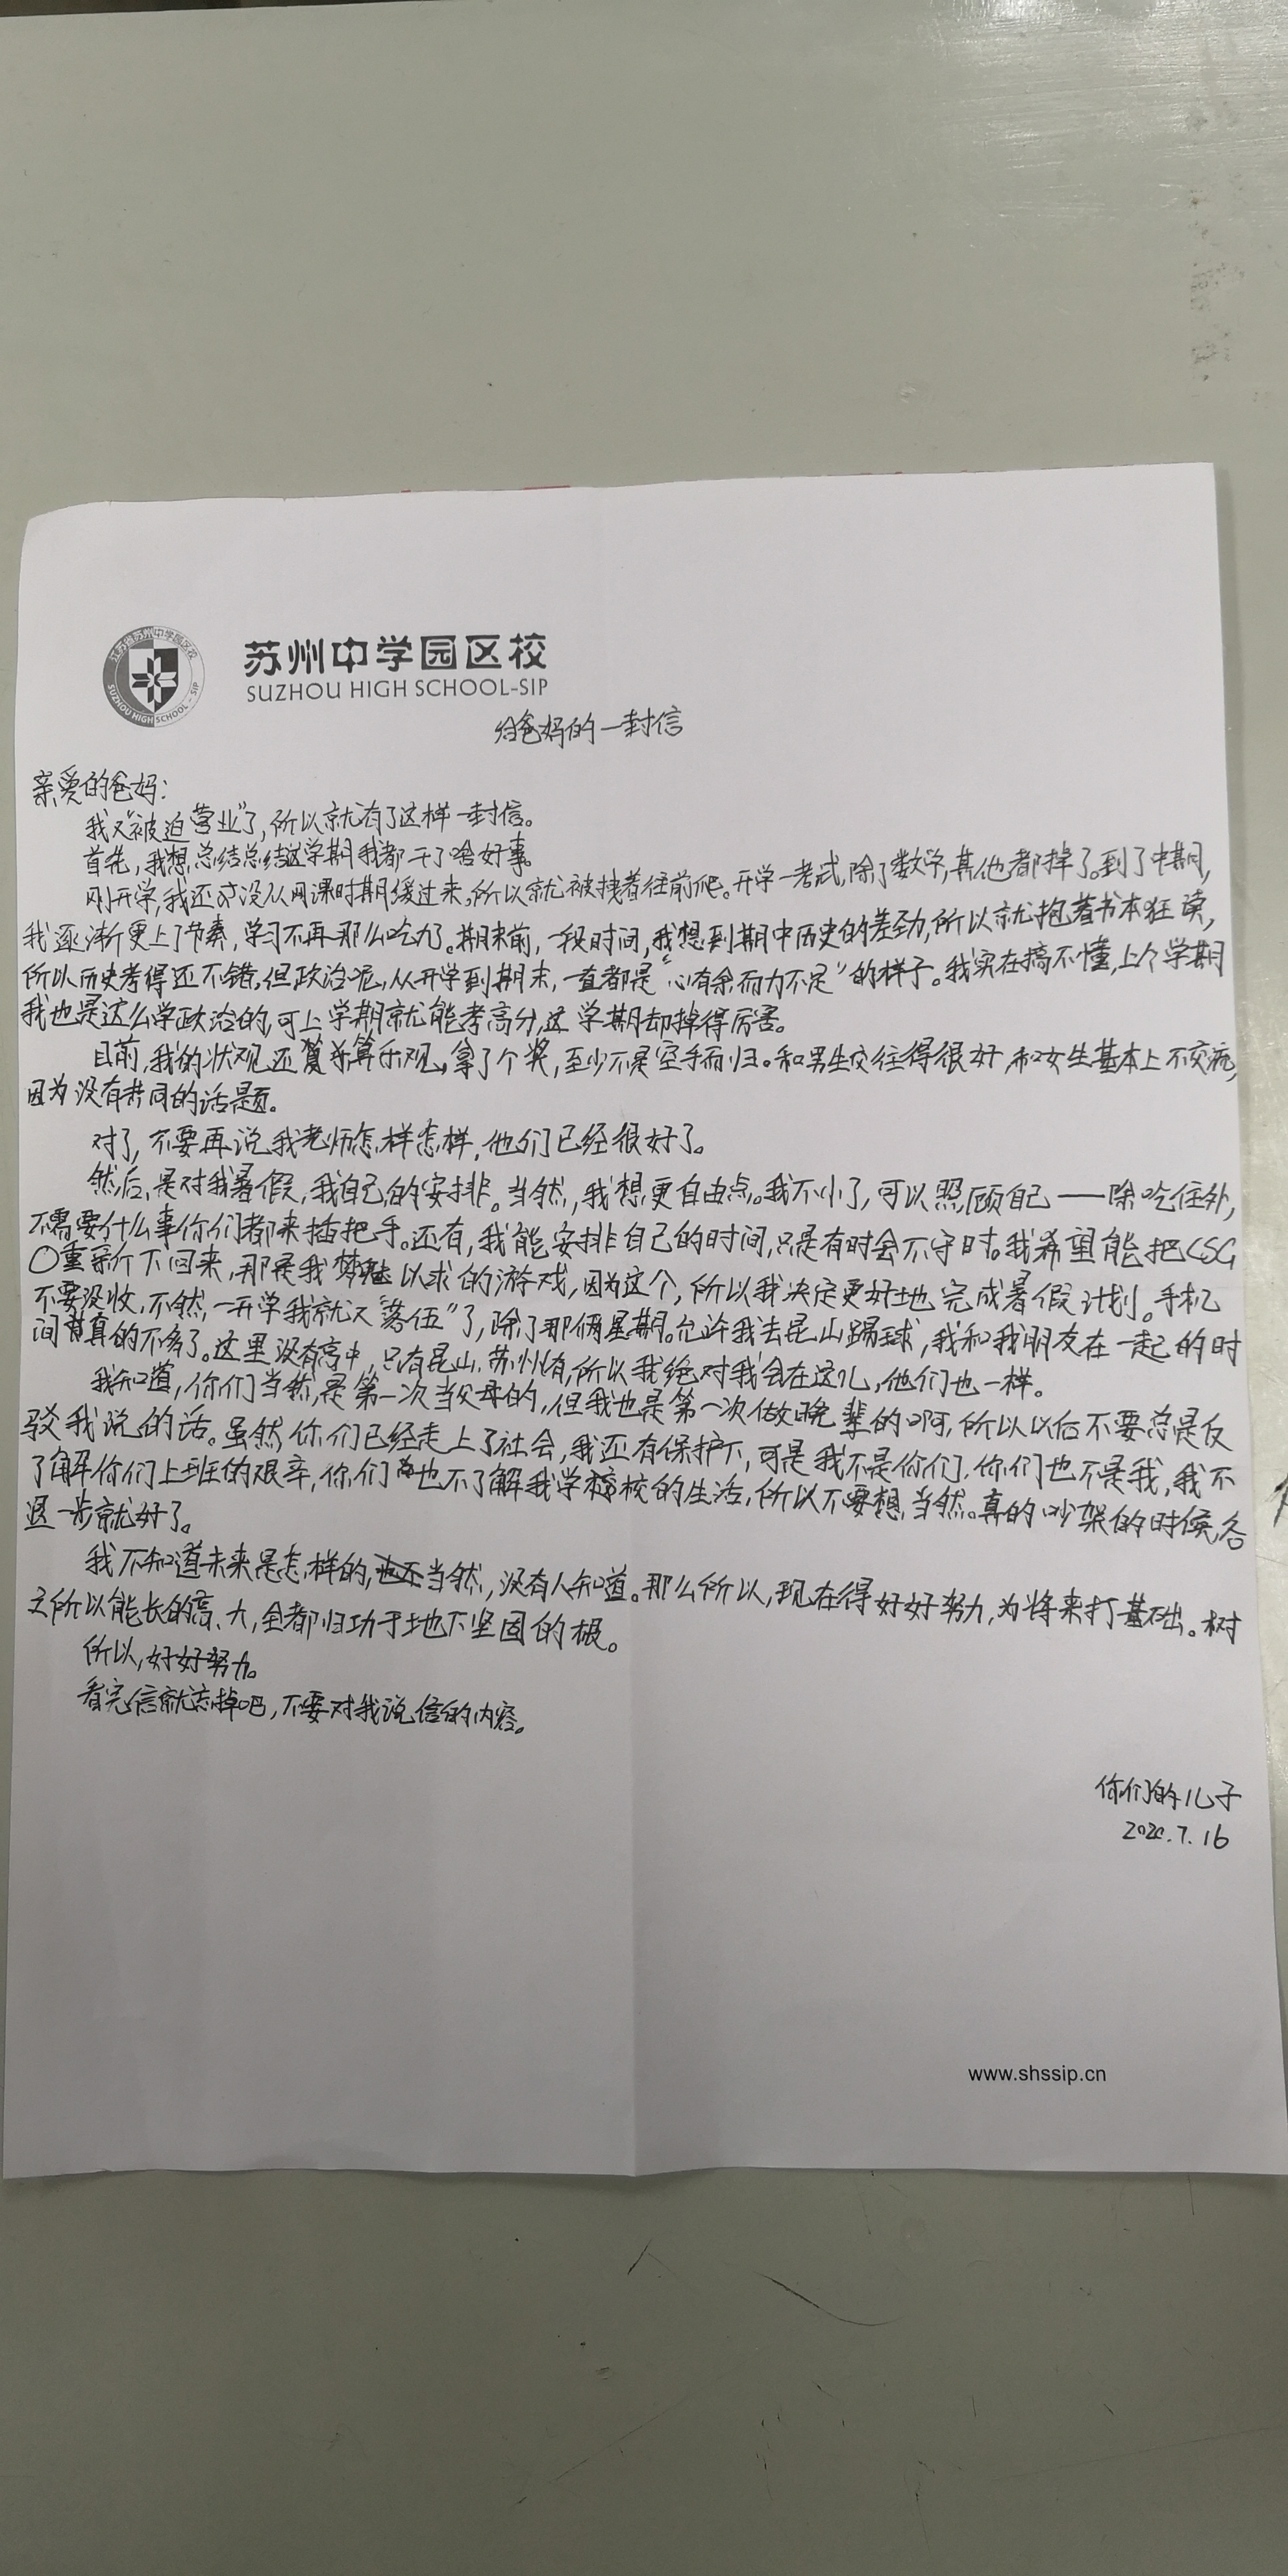 江苏省苏州中学园区校
SUZHOU HIGH SCHOOL - SIP
苏州中学园区校
SUZHOU HIGH SCHOOL-SIP
给爸妈的一封信
亲爱的爸妈:
我又“被迫营业”了,所以就有了这样一封信。
首先,我想总结总结这学期我都干了啥好事。
刚开学,我还没从网课时期缓过来,所以就被拽着往前爬。开学一考试,除了数学,其他都掉了。到了中期,
我逐渐更上了节奏,学习不再那么吃力。期末前,一段时间,我想到期中历史的差劲,所以就抱着书本狂读,
所以历史考得还不错,但政治呢,从开学到期末,一直都是“心有余而力不足”的样子。我实在搞不懂,上个学期
我也是这么学政治的,可上学期就能考高分,这学期却掉得厉害。
目前,我的状观还算乐观,拿了个奖,至少不是空手而归。和男生交往得很好,和女生基本上不交流,
因为没有共同的话题。
对了,不要再说我老师怎样怎样,他们已经很好了。
然后,是对我暑假,我自己的安排。当然,我想更自由点。我不小了,可以照顾自己——除吃住外,
不需要什么事你们都来插把手。还有,我能安排自己的时间,只是有时会不守时。我希望能把CSG
O重新下回来,那是我梦魅以求的游戏,因为这个,所以我决定更好地完成暑假计划。手机
不要没收,不然,一开学我就又“落伍”了,除了那俩星期。允许我去昆山踢球,我和我朋友在一起的时
间真的不多了。这里没有高中,只有昆山、苏州有,所以我绝对我会在这儿,他们也一样。
我知道,你们当然,是第一次当父母的,但我也是第一次做晚辈的啊,所以以后不要总是反
驳我说的话。虽然你们已经走上了社会,我还有保护下,可是我不是你们,你们也不是我,我不
了解你们上班的艰辛,你们也不了解我学校的生活,所以不要想当然。真的吵架的时候,各
退一步就好了。
我不知道未来是怎样的,当然,没有人知道。那么所以,现在得好好努力,为将来打基础。树
之所以能长的高、大,全都归功于地下坚固的根。
所以,好好努力。
看完信就忘掉吧,不要对我说信的内容。
你们的儿子
2020.7.16
www.shssip.cn